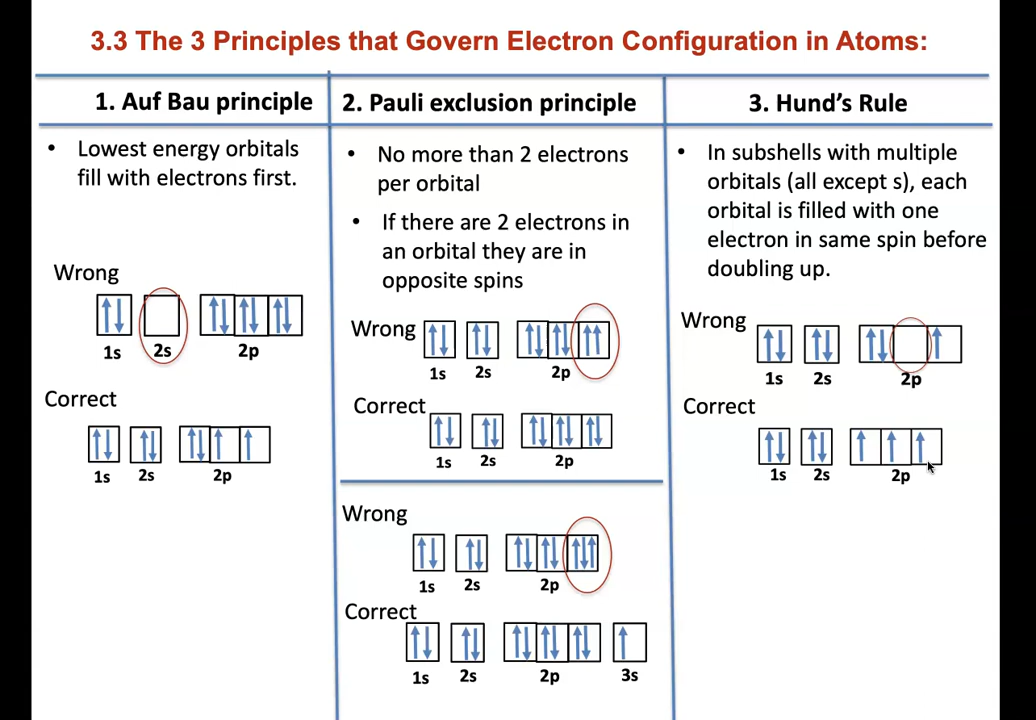 3.3 The 3 Principles that Govern Electron Configuration in Atoms:
1. Auf Bau principle
• Lowest energy orbitals
fill with electrons first.
Wrong
1s 2s 2p
Correct
1s 2s 2p
2. Pauli exclusion principle
• No more than 2 electrons
per orbital
• If there are 2 electrons in
an orbital they are in
opposite spins
Wrong
1s 2s 2p
Correct
1s 2s 2p
Wrong
1s 2s 2p
Correct
1s 2s 2p 3s
3. Hund’s Rule
• In subshells with multiple
orbitals (all except s), each
orbital is filled with one
electron in same spin before
doubling up.
Wrong
1s 2s 2p
Correct
1s 2s 2p